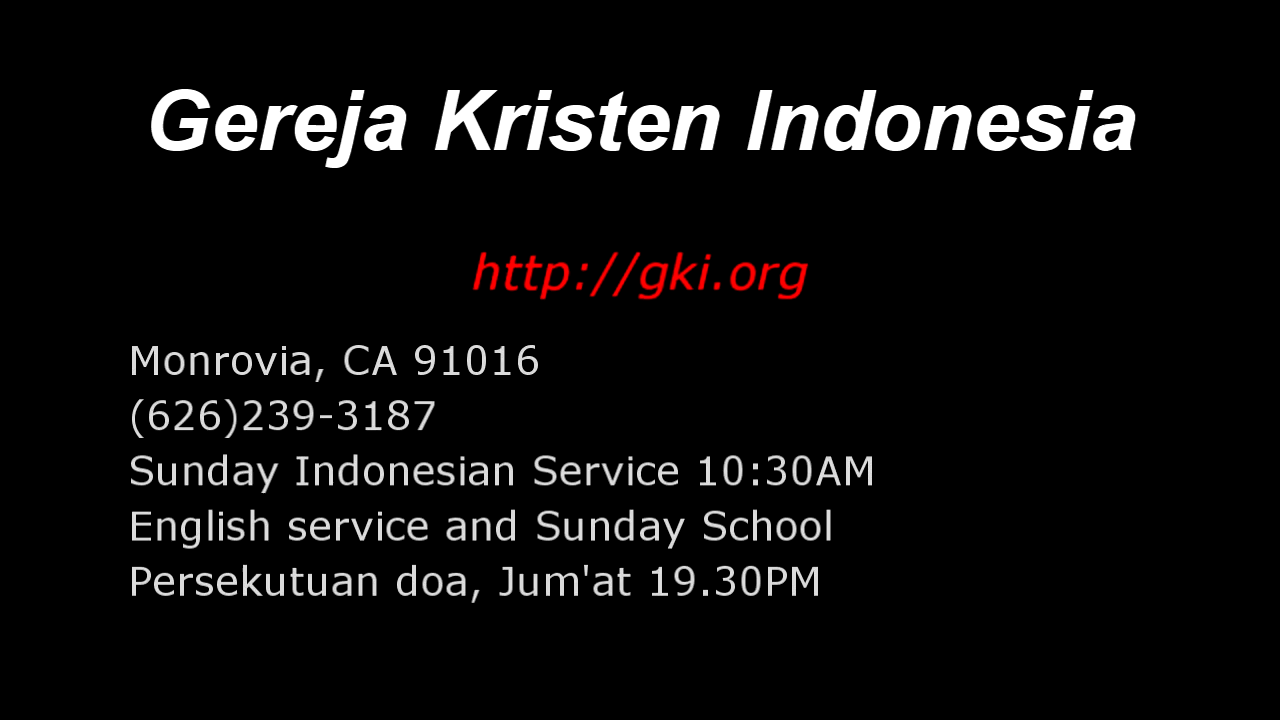 Gereja Kristen Indonesia
http://gki.org
Monrovia, CA 91016
(626)239-3187
Sunday Indonesian Service 10:30AM
English service and Sunday School
Persekutuan doa, Jum'at 19.30PM